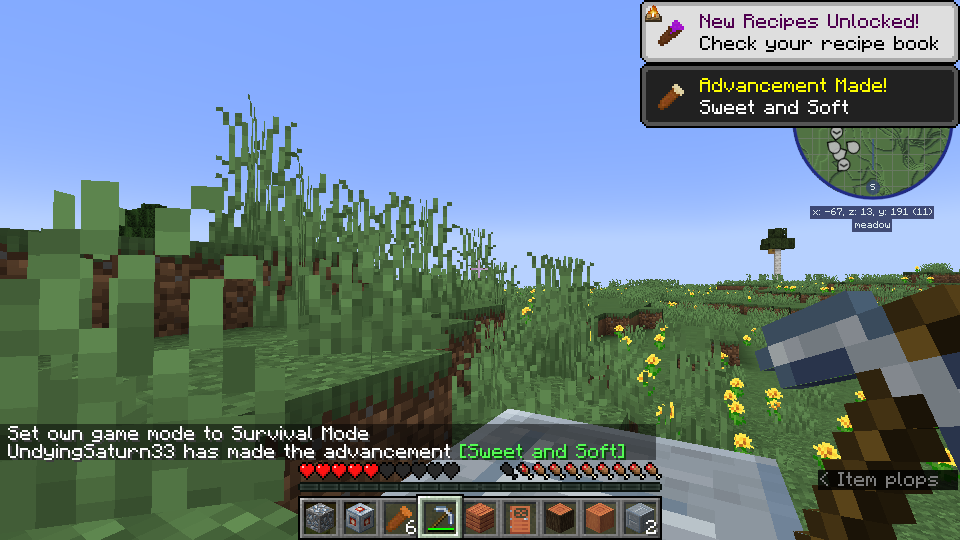 New Recipes Unlocked!
Check your recipe book
Advancement Made!
Sweet and Soft
S
x: -67, z: 13, y: 191 (11)
meadow
Set own game mode to Survival Mode
UndyingSaturn33 has made the advancement [Sweet and Soft]
< Item plops
6
2